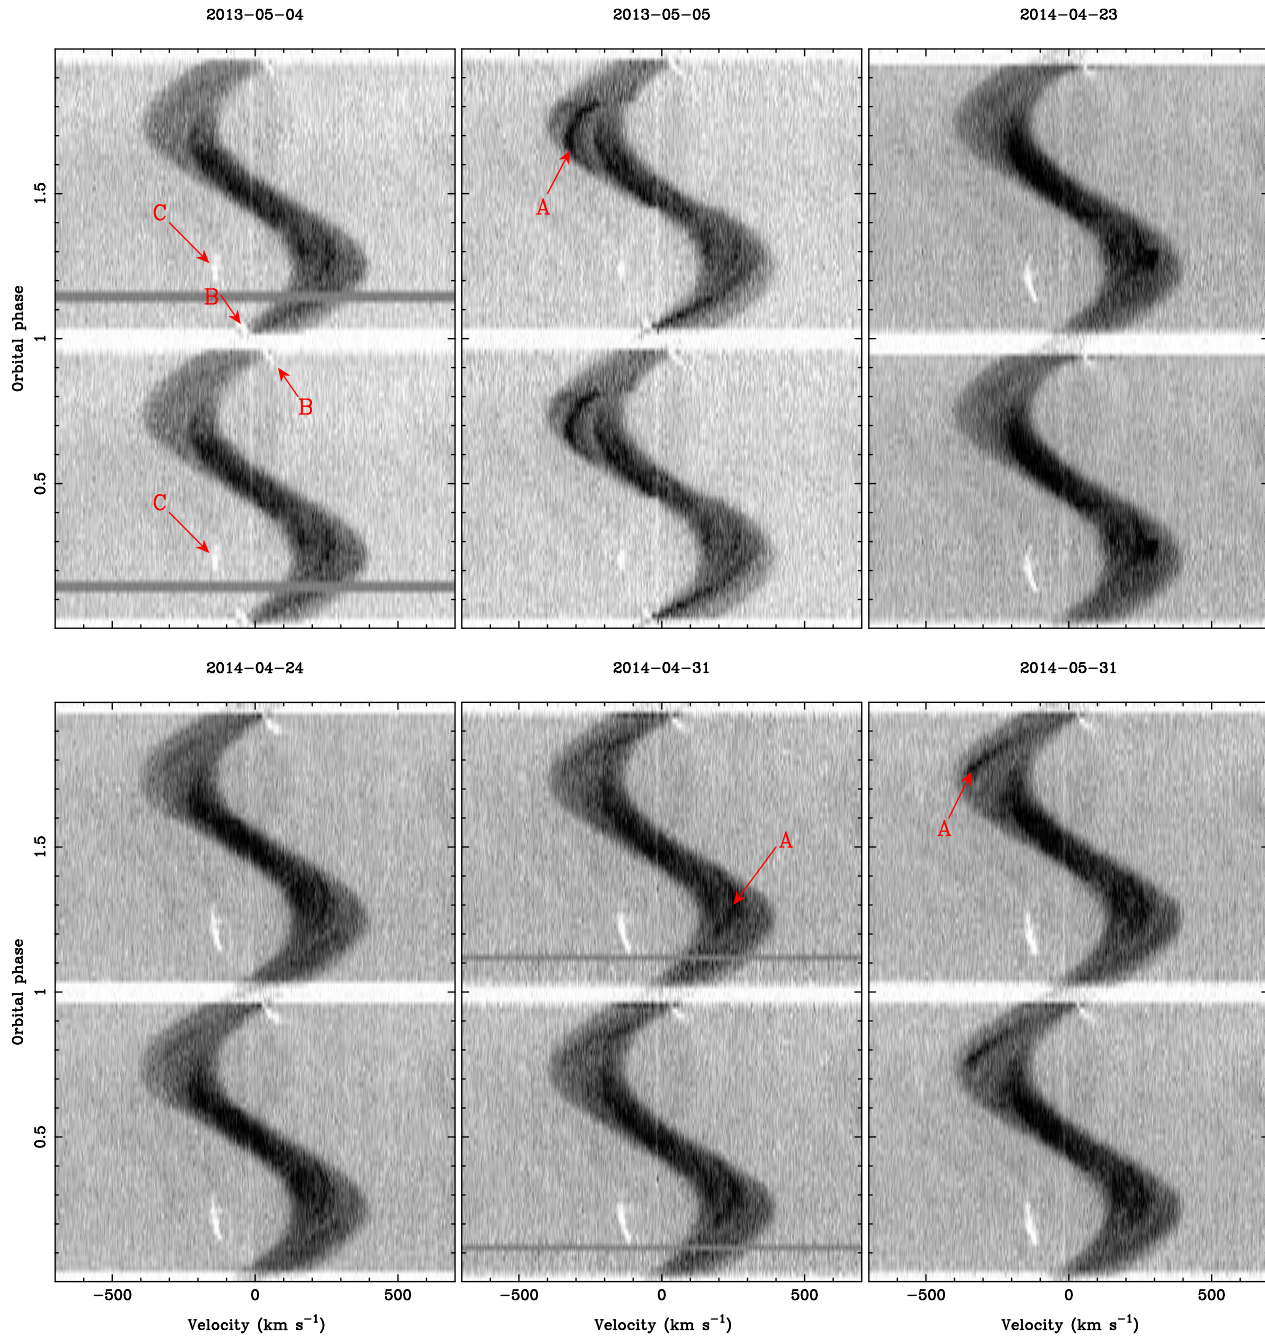 2013-05-04
2013-05-05
2014-04-23
Orbital phase
1.5
1
0.5
C
B
B
C
A
2014-04-24
2014-04-31
2014-05-31
Orbital phase
1.5
1
0.5
A
A
−500
0
500
−500
0
500
−500
0
500
Velocity (km s⁻¹)
Velocity (km s⁻¹)
Velocity (km s⁻¹)